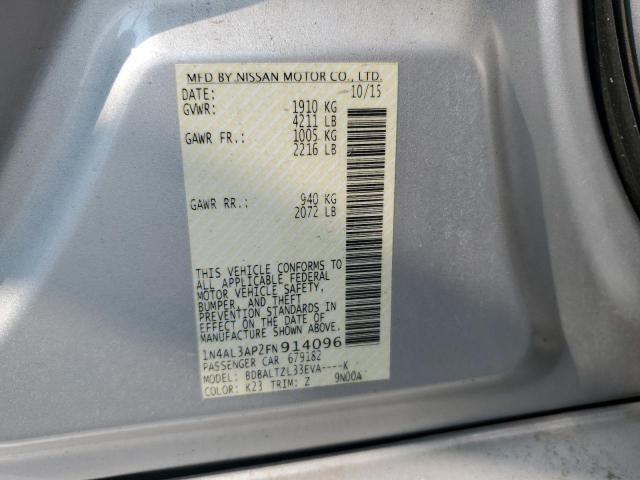 MFD BY NISSAN MOTOR CO., LTD.
DATE: 10/15
GVWR: 1910 KG
4211 LB
GAWR FR.: 1005 KG
2216 LB
GAWR RR.: 940 KG
2072 LB
THIS VEHICLE CONFORMS TO
ALL APPLICABLE FEDERAL
MOTOR VEHICLE SAFETY,
BUMPER, AND THEFT
PREVENTION STANDARDS IN
EFFECT ON THE DATE OF
MANUFACTURE SHOWN ABOVE.
1N4AL3AP2FN914096
PASSENGER CAR 679182
MODEL: BDBALTZL33EVA----K
COLOR: K23 TRIM: Z 9N00A